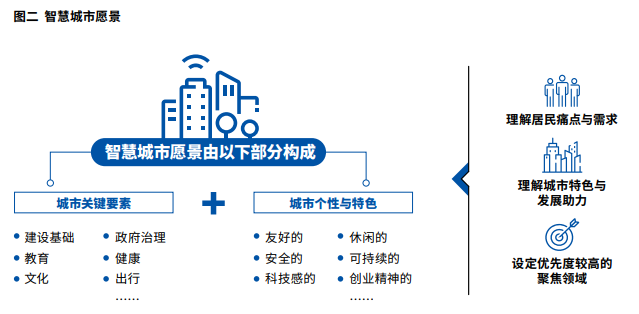 图二 智慧城市愿景
智慧城市愿景由以下部分构成
城市关键要素
建设基础 政府治理
教育 健康
文化 出行
......
城市个性与特色
友好的 休闲的
安全的 可持续的
科技感的 创业精神的
......
理解居民痛点与需求
理解城市特色与
发展助力
设定优先度较高的
聚焦领域